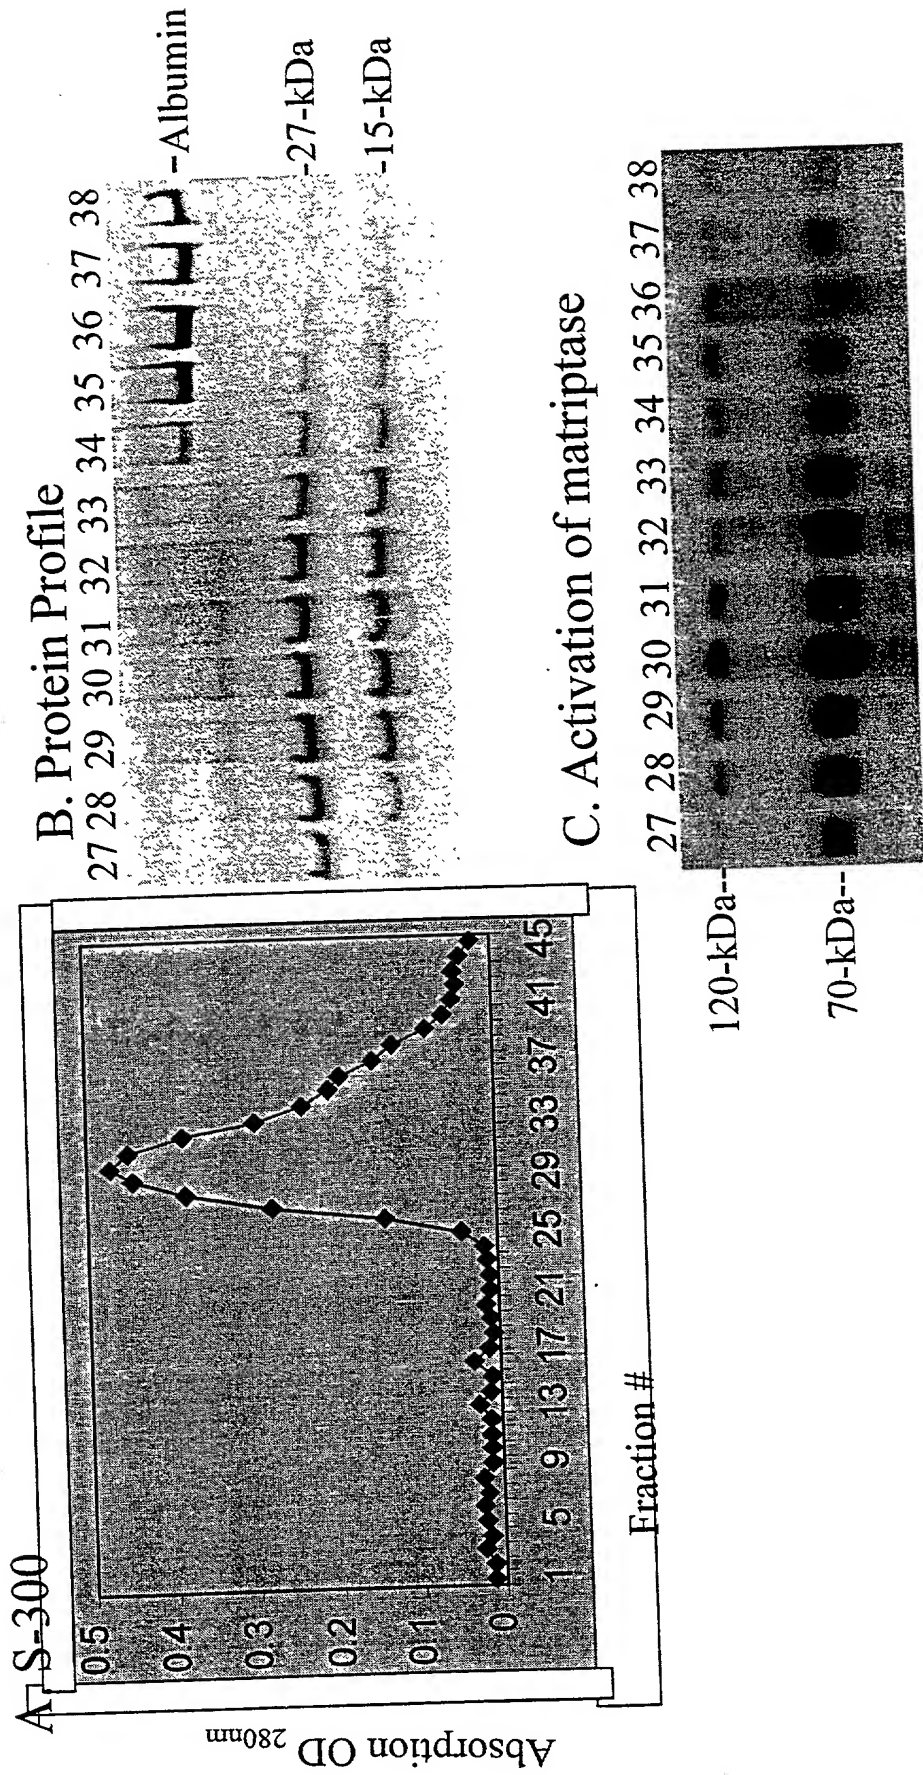 A S-300
0.5
0.4
0.3
0.2
0.1
0
Absorption OD 280nm
1 5 9 13 17 21 25 29 33 37 41 45
Fraction #
B. Protein Profile
27 28 29 30 31 32 33 34 35 36 37 38
--Albumin
-27-kDa
-15-kDa
C. Activation of matriptase
27 28 29 30 31 32 33 34 35 36 37 38
120-kDa--
70-kDa--